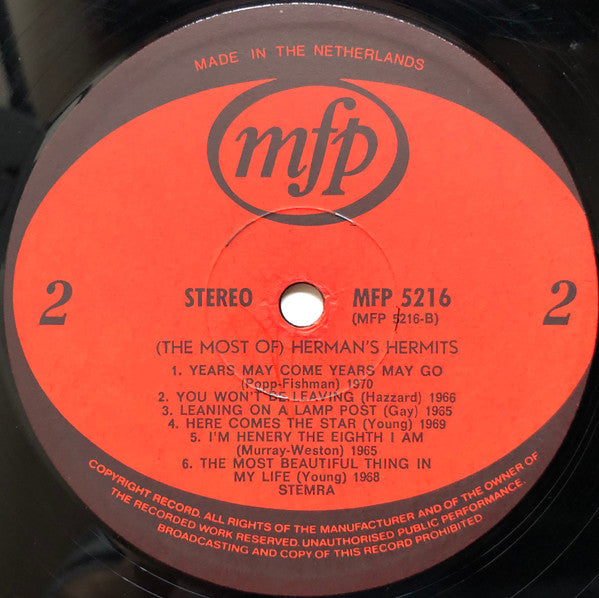 MADE IN THE NETHERLANDS
mfp
2
STEREO
MFP 5216
2
(MFP 5216-B)
(THE MOST OF) HERMAN'S HERMITS
1. YEARS MAY COME YEARS MAY GO
(Popp-Fishman) 1970
2. YOU WON'T BE LEAVING (Hazzard) 1966
3. LEANING ON A LAMP POST (Gay) 1965
4. HERE COMES THE STAR (Young) 1969
5. I'M HENERY THE EIGHTH I AM
(Murray-Weston) 1965
6. THE MOST BEAUTIFUL THING IN
MY LIFE (Young) 1968
STEMRA
COPYRIGHT RECORD. ALL RIGHTS OF THE MANUFACTURER AND OF THE OWNER OF
THE RECORDED WORK RESERVED. UNAUTHORISED PUBLIC PERFORMANCE.
BROADCASTING AND COPY OF THIS RECORD PROHIBITED